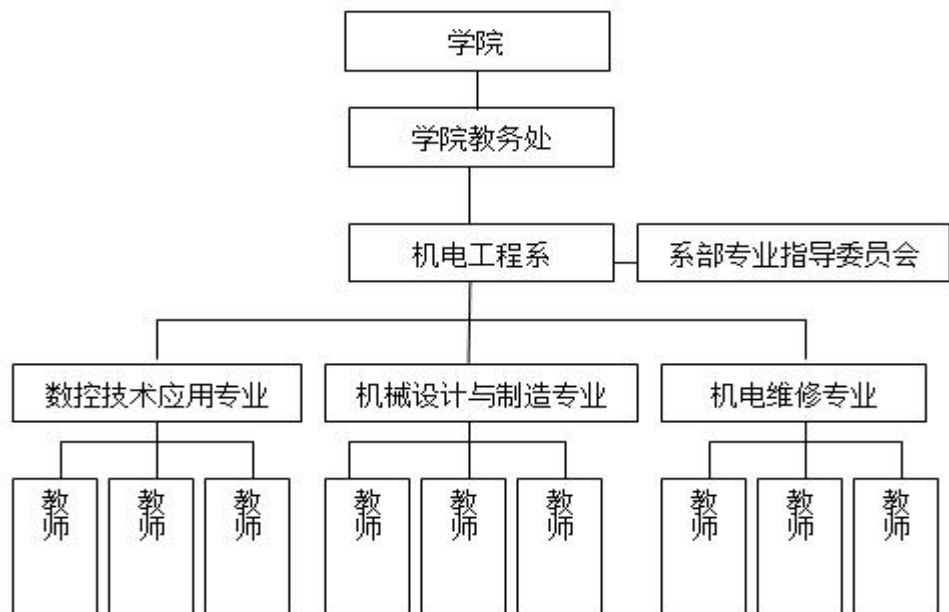 学院
学院教务处
机电工程系
系部专业指导委员会
数控技术应用专业
机械设计与制造专业
机电维修专业
教师
教师
教师
教师
教师
教师
教师
教师
教师